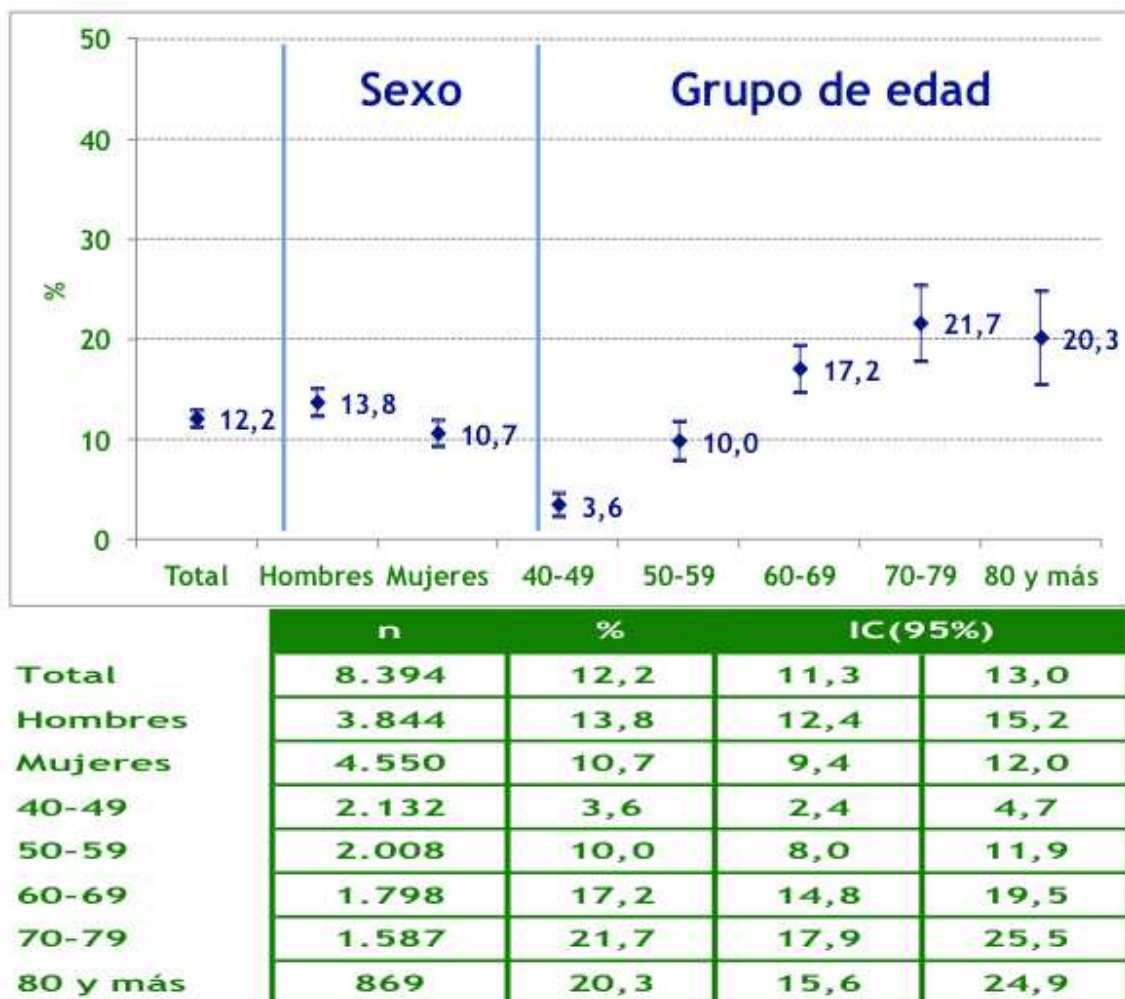 50
Sexo Grupo de edad
40
30
%
20
10
0
12,2 13,8 10,7 3,6 10,0 17,2 21,7 20,3
Total Hombres Mujeres 40-49 50-59 60-69 70-79 80 y más
n % IC(95%)
Total 8.394 12,2 11,3 13,0
Hombres 3.844 13,8 12,4 15,2
Mujeres 4.550 10,7 9,4 12,0
40-49 2.132 3,6 2,4 4,7
50-59 2.008 10,0 8,0 11,9
60-69 1.798 17,2 14,8 19,5
70-79 1.587 21,7 17,9 25,5
80 y más 869 20,3 15,6 24,9